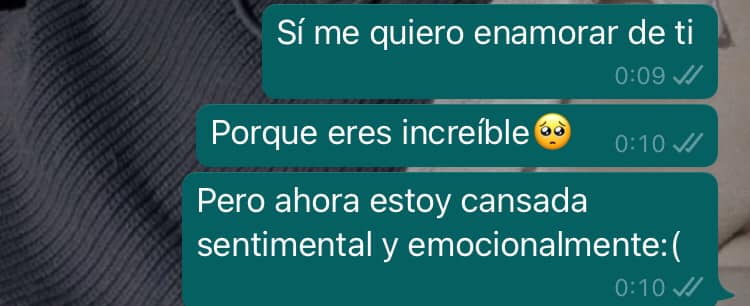 Sí me quiero enamorar de ti
0:09
Porque eres increíble🥺
0:10
Pero ahora estoy cansada
sentimental y emocionalmente:(
0:10